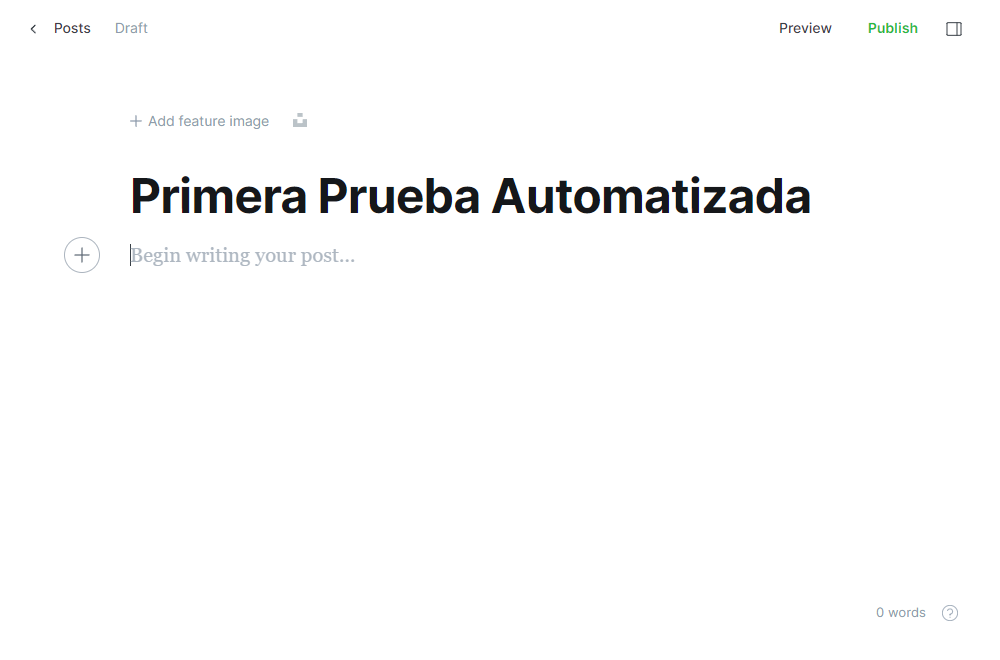 Posts Draft Preview Publish
Add feature image
Primera Prueba Automatizada
Begin writing your post...
0 words ?